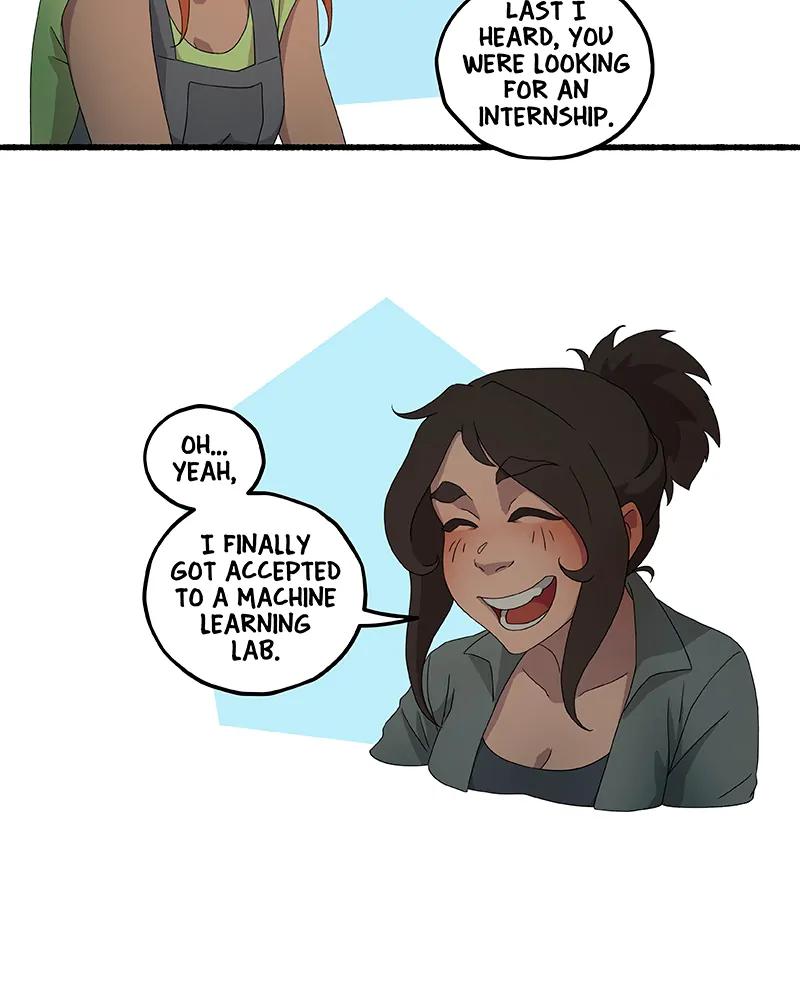 LAST I
HEARD, YOU
WERE LOOKING
FOR AN
INTERNSHIP.
OH...
YEAH,
I FINALLY
GOT ACCEPTED
TO A MACHINE
LEARNING
LAB.